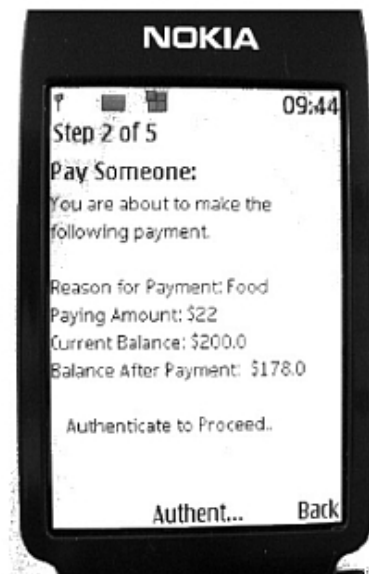 NOKIA
09:44
Step 2 of 5
Pay Someone:
You are about to make the
following payment.
Reason for Payment: Food
Paying Amount: $22
Current Balance: $200.0
Balance After Payment: $178.0
Authenticate to Proceed..
Authent... Back